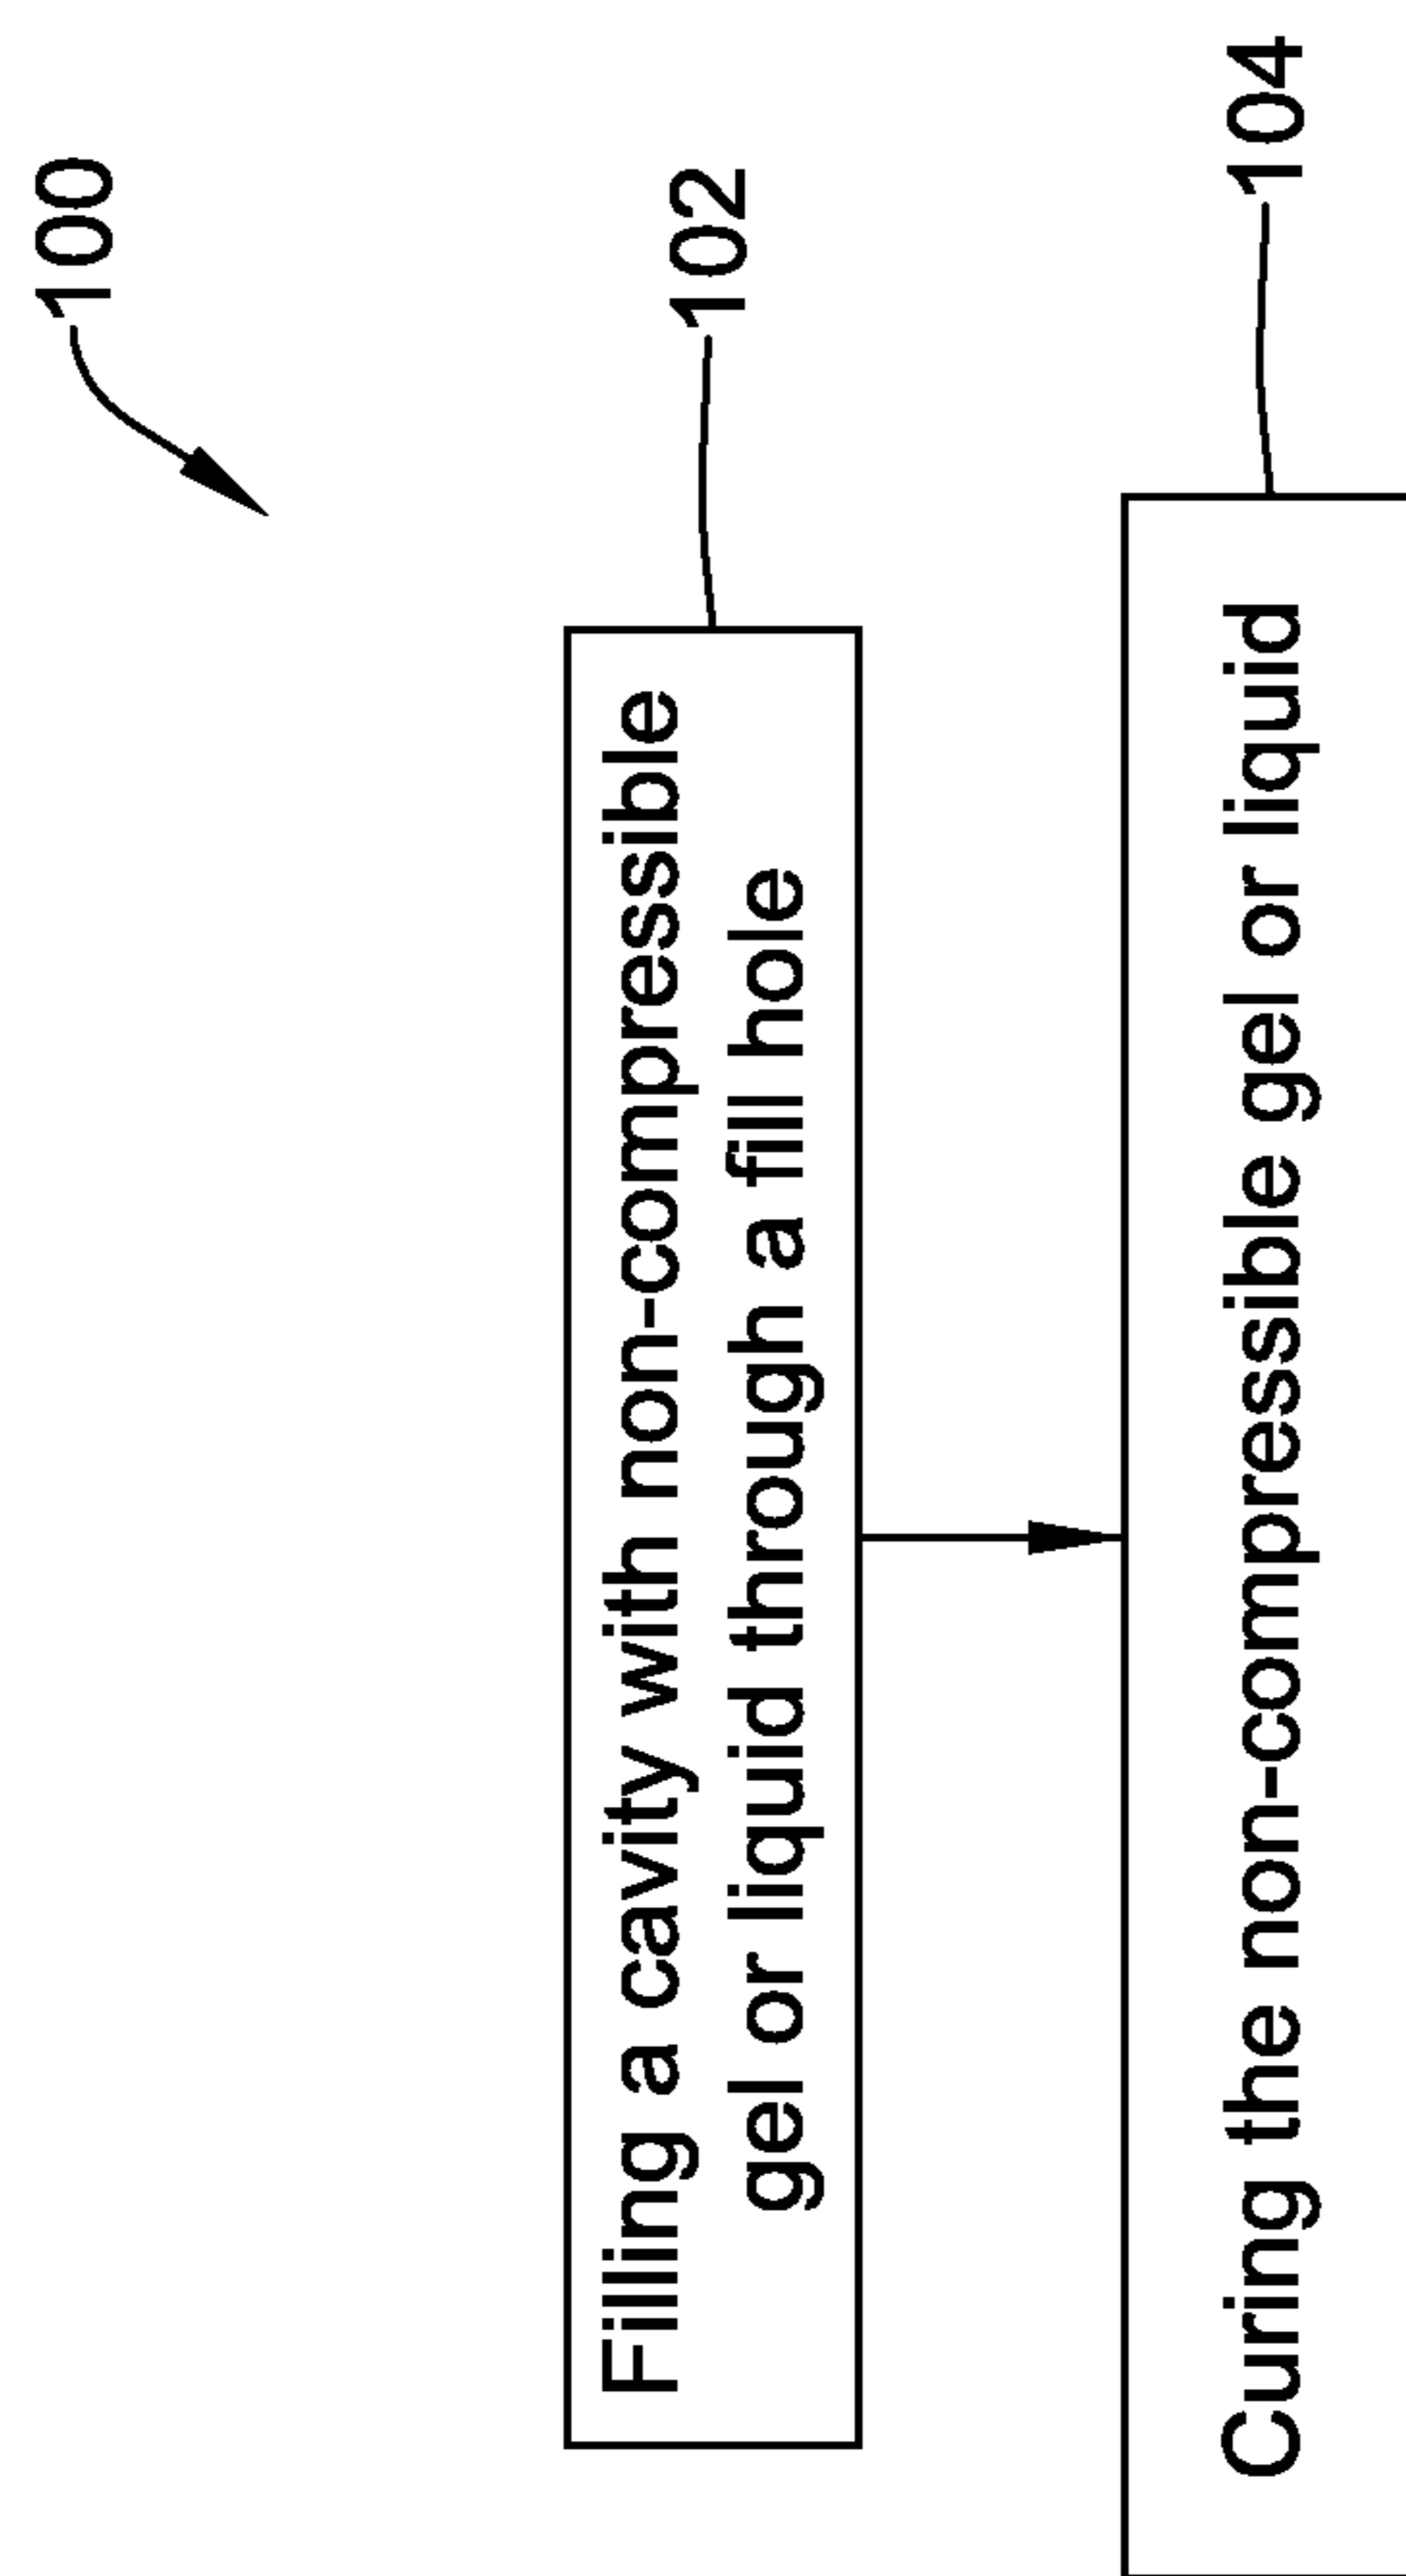 100
Filling a cavity with non-compressible
gel or liquid through a fill hole
102
Curing the non-compressible gel or liquid
104